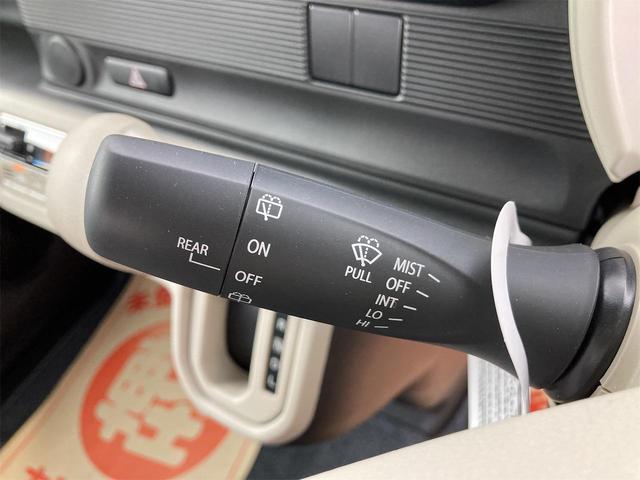 REAR
ON
OFF
PULL
MIST
OFF
INT
LO
HI